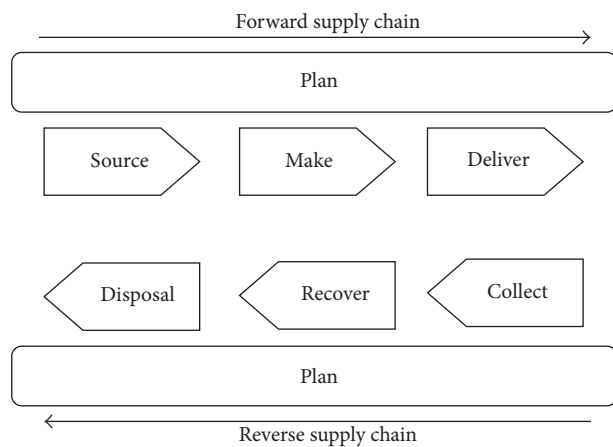 Forward supply chain
Plan
Source
Make
Deliver
Disposal
Recover
Collect
Plan
Reverse supply chain